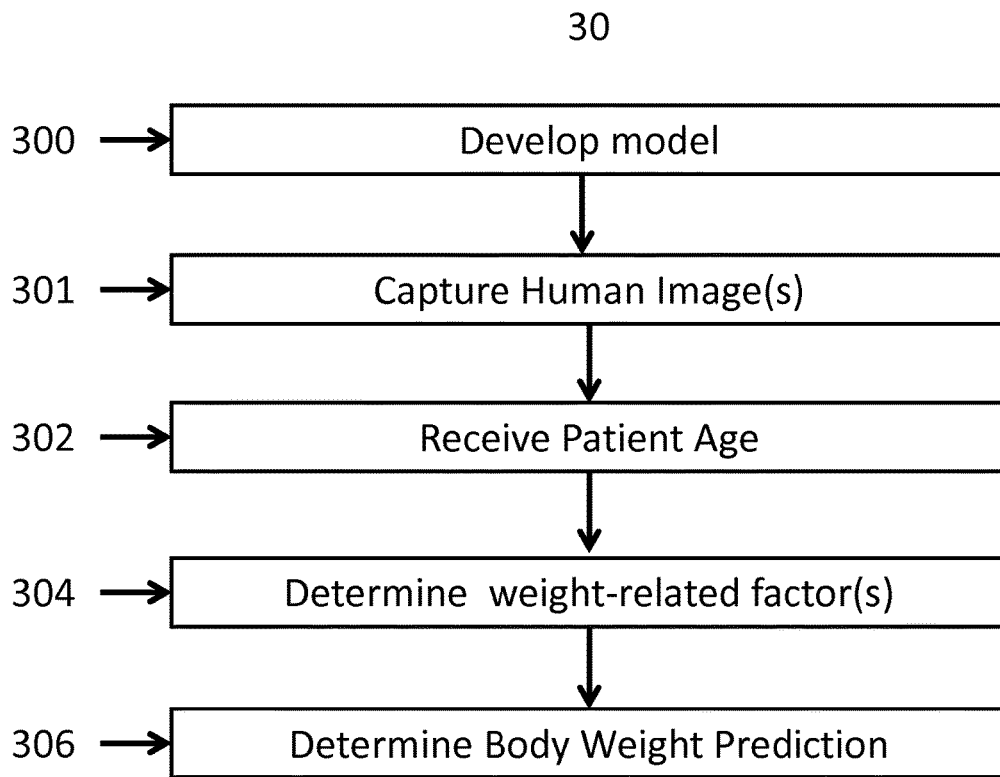 30
300 Develop model
301 Capture Human Image(s)
302 Receive Patient Age
304 Determine weight-related factor(s)
306 Determine Body Weight Prediction